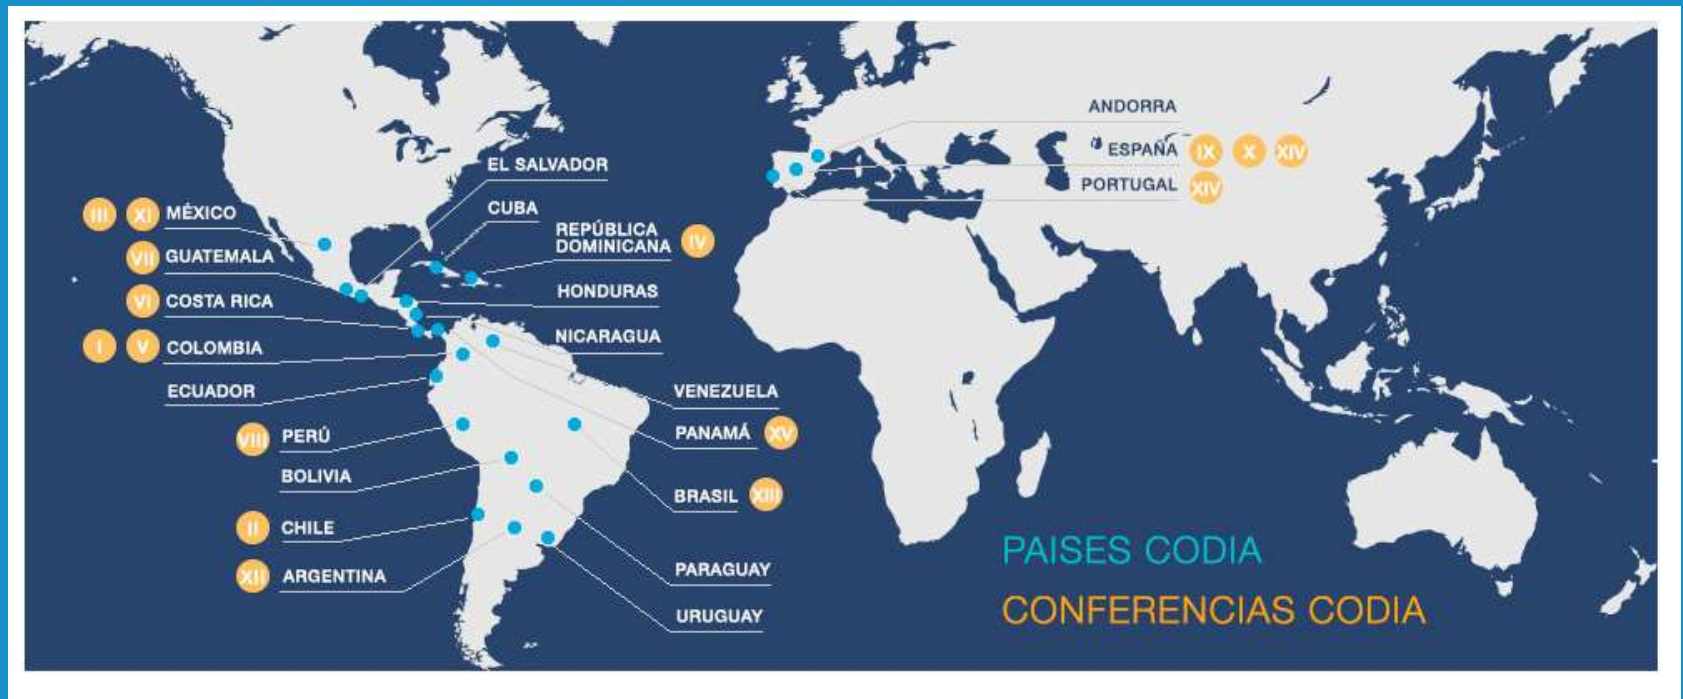 ANDORRA
ESPAÑA IX X XIV
PORTUGAL XIV
EL SALVADOR
CUBA
REPÚBLICA
DOMINICANA IV
HONDURAS
NICARAGUA
III XI MÉXICO
VII GUATEMALA
VI COSTA RICA
I V COLOMBIA
ECUADOR
VIII PERÚ
BOLIVIA
II CHILE
XII ARGENTINA
VENEZUELA
PANAMÁ XV
BRASIL XIII
PARAGUAY
URUGUAY
PAISES CODIA
CONFERENCIAS CODIA